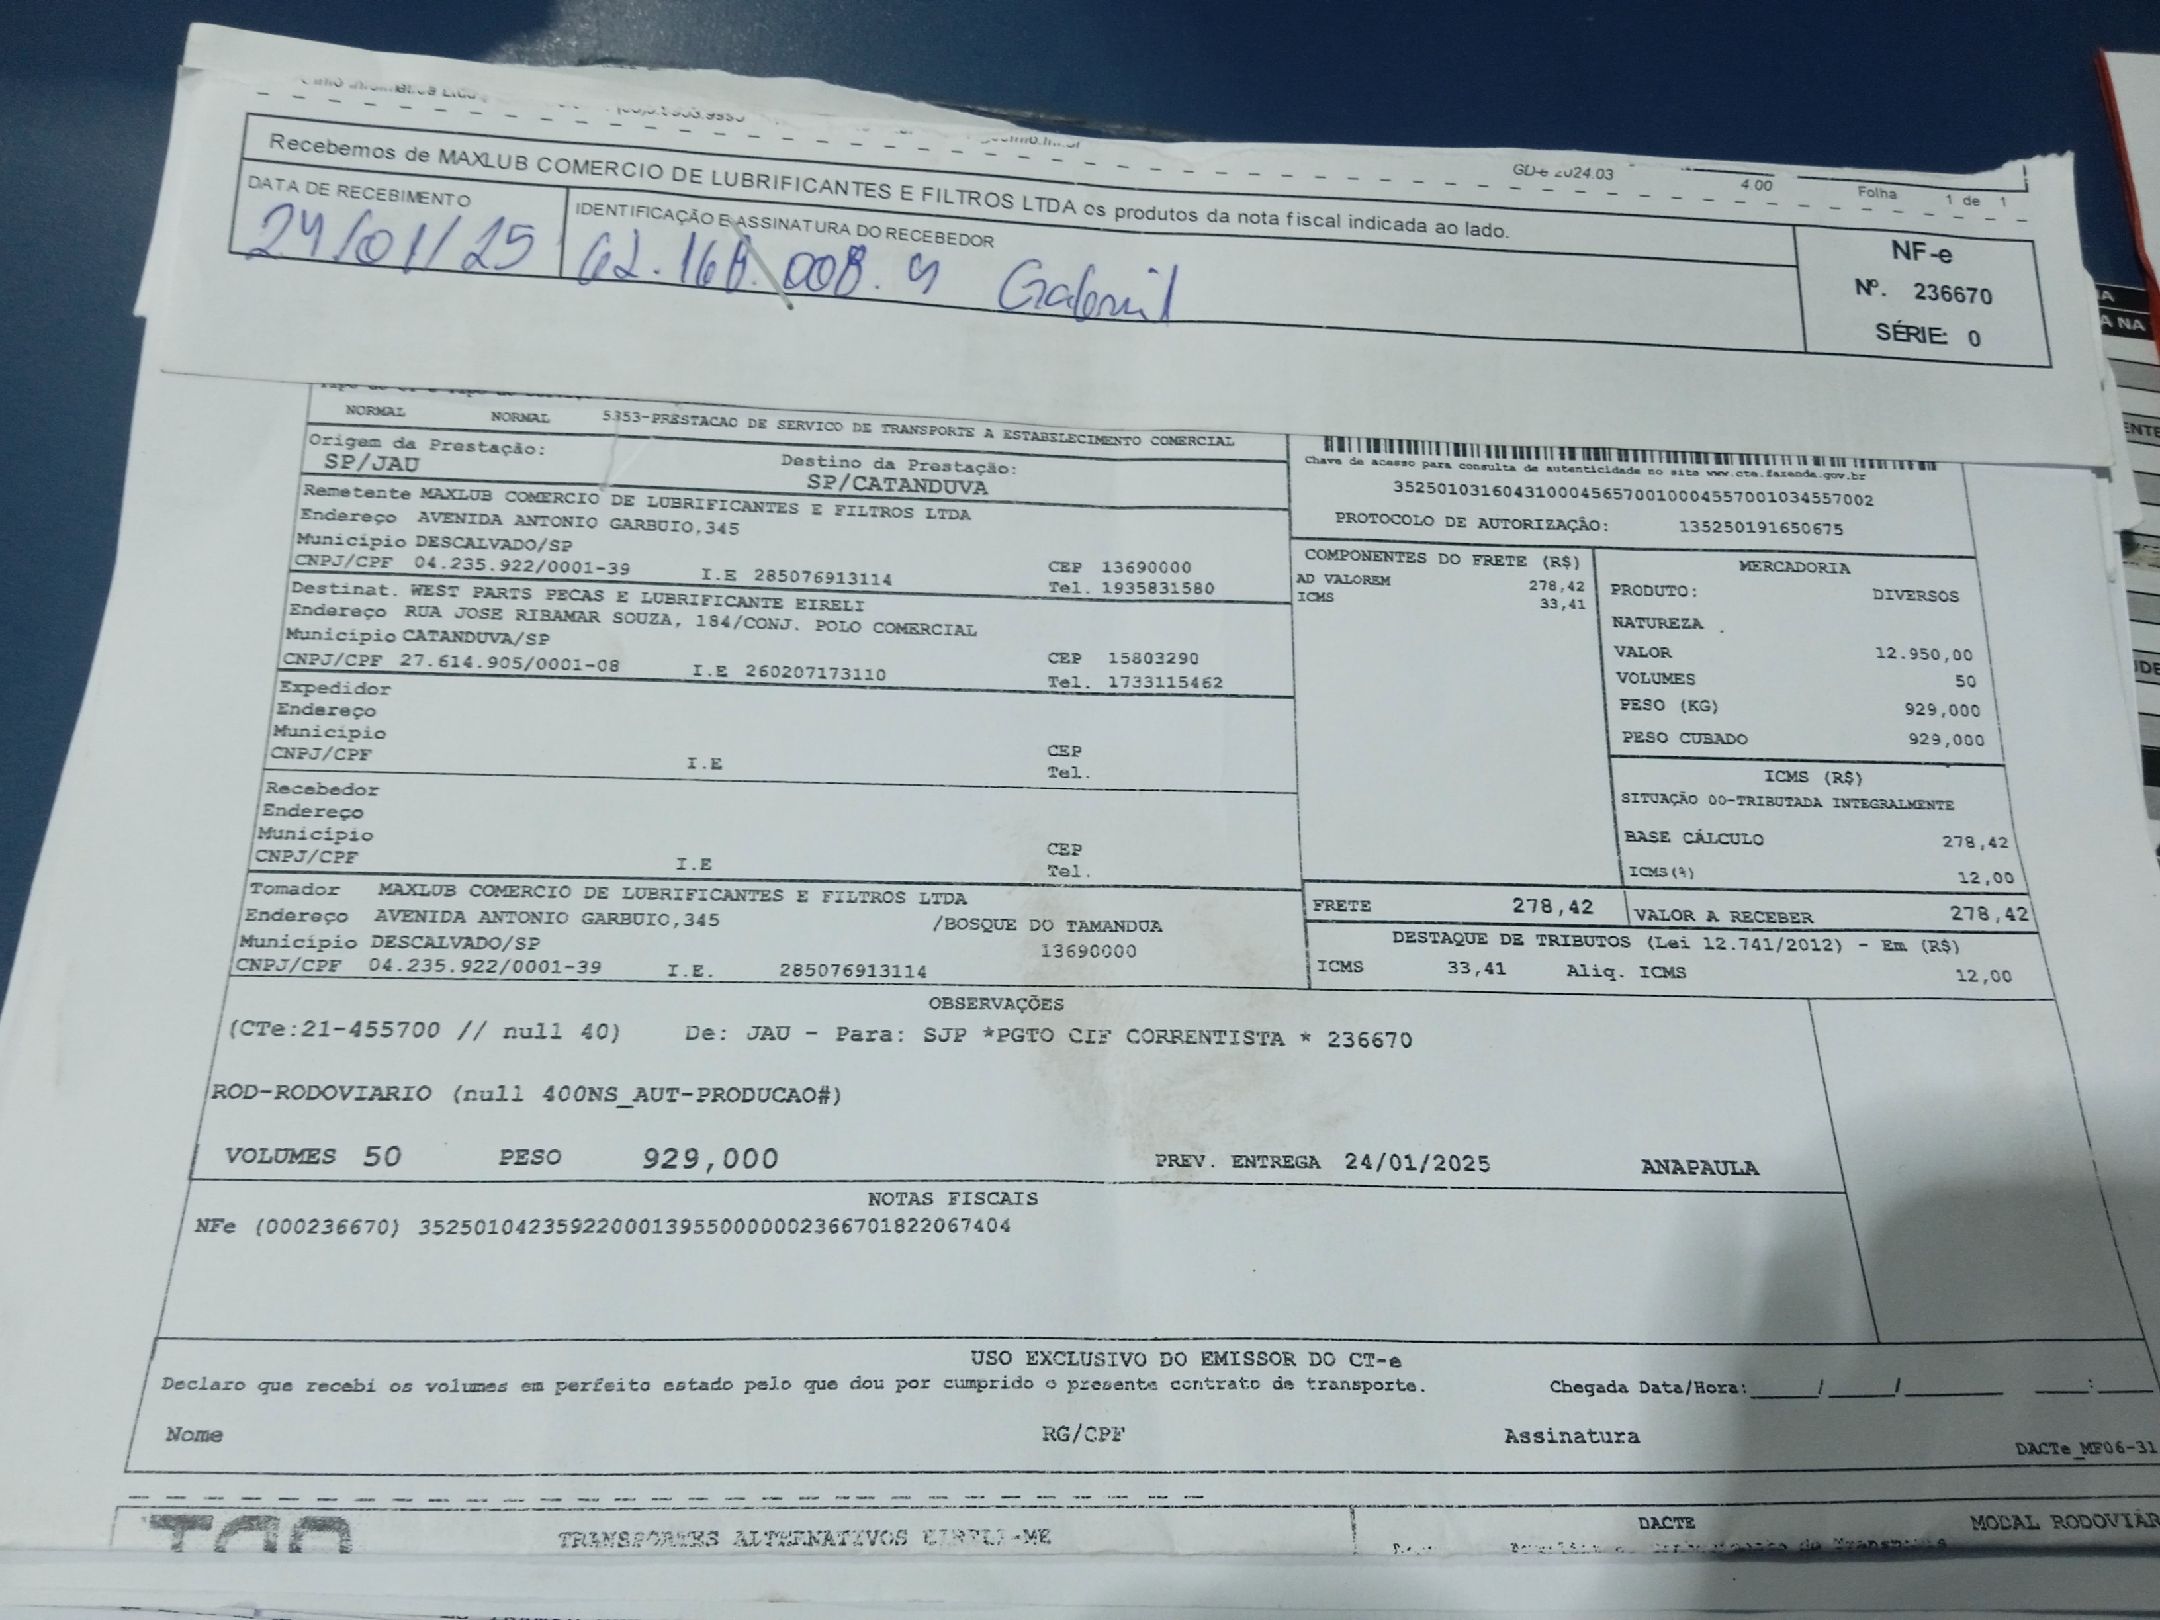 GD-e 2024.03 4.00 Folha 1 de 1
Recebemos de MAXLUB COMERCIO DE LUBRIFICANTES E FILTROS LTDA os produtos da nota fiscal indicada ao lado.
DATA DE RECEBIMENTO
24/01/25
IDENTIFICAÇÃO E ASSINATURA DO RECEBEDOR
Gabriel
NF-e
Nº. 236670
SÉRIE: 0
NORMAL NORMAL 5353-PRESTACAO DE SERVICO DE TRANSPORTE A ESTABELECIMENTO COMERCIAL
Origem da Prestação:
SP/JAU
Destino da Prestação:
SP/CATANDUVA
Remetente MAXLUB COMERCIO DE LUBRIFICANTES E FILTROS LTDA
Endereço AVENIDA ANTONIO GARBUIO,345
Município DESCALVADO/SP CEP 13690000
CNPJ/CPF 04.235.922/0001-39 I.E 285076913114 Tel. 1935831580
Destinat. WEST PARTS PECAS E LUBRIFICANTE EIRELI
Endereço RUA JOSE RIBAMAR SOUZA, 184/CONJ. POLO COMERCIAL
Município CATANDUVA/SP CEP 15803290
CNPJ/CPF 27.614.905/0001-08 I.E 260207173110 Tel. 1733115462
Expedidor
Endereço
Município CEP
CNPJ/CPF I.E Tel.
Recebedor
Endereço
Município CEP
CNPJ/CPF I.E Tel.
Tomador MAXLUB COMERCIO DE LUBRIFICANTES E FILTROS LTDA
Endereço AVENIDA ANTONIO GARBUIO,345 /BOSQUE DO TAMANDUA
Município DESCALVADO/SP 13690000
CNPJ/CPF 04.235.922/0001-39 I.E. 285076913114
Chave de acesso para consulta de autenticidade no site www.cte.fazenda.gov.br
35250103160431000456570010004557001034557002
PROTOCOLO DE AUTORIZAÇÃO: 135250191650675
COMPONENTES DO FRETE (R$)
AD VALOREM 278,42
ICMS 33,41
MERCADORIA
PRODUTO: DIVERSOS
NATUREZA .
VALOR 12.950,00
VOLUMES 50
PESO (KG) 929,000
PESO CUBADO 929,000
ICMS (R$)
SITUAÇÃO 00-TRIBUTADA INTEGRALMENTE
BASE CÁLCULO 278,42
ICMS(%) 12,00
FRETE 278,42 VALOR A RECEBER 278,42
DESTAQUE DE TRIBUTOS (Lei 12.741/2012) - Em (R$)
ICMS 33,41 Aliq. ICMS 12,00
OBSERVAÇÕES
(CTe:21-455700 // null 40) De: JAU - Para: SJP *PGTO CIF CORRENTISTA * 236670
ROD-RODOVIARIO (null 400NS_AUT-PRODUCAO#)
VOLUMES 50 PESO 929,000 PREV. ENTREGA 24/01/2025 ANAPAULA
NOTAS FISCAIS
NFe (000236670) 35250104235922000139550000002366701822067404
USO EXCLUSIVO DO EMISSOR DO CT-e
Declaro que recebi os volumes em perfeito estado pelo que dou por cumprido o presente contrato de transporte. Chegada Data/Hora:_____/_____/_______ ____:____
Nome RG/CPF Assinatura
DACTe_MF06-31
TRANSPORTES ALTERNATIVOS EIRELI-ME
DACTE
MODAL RODOVIÁR